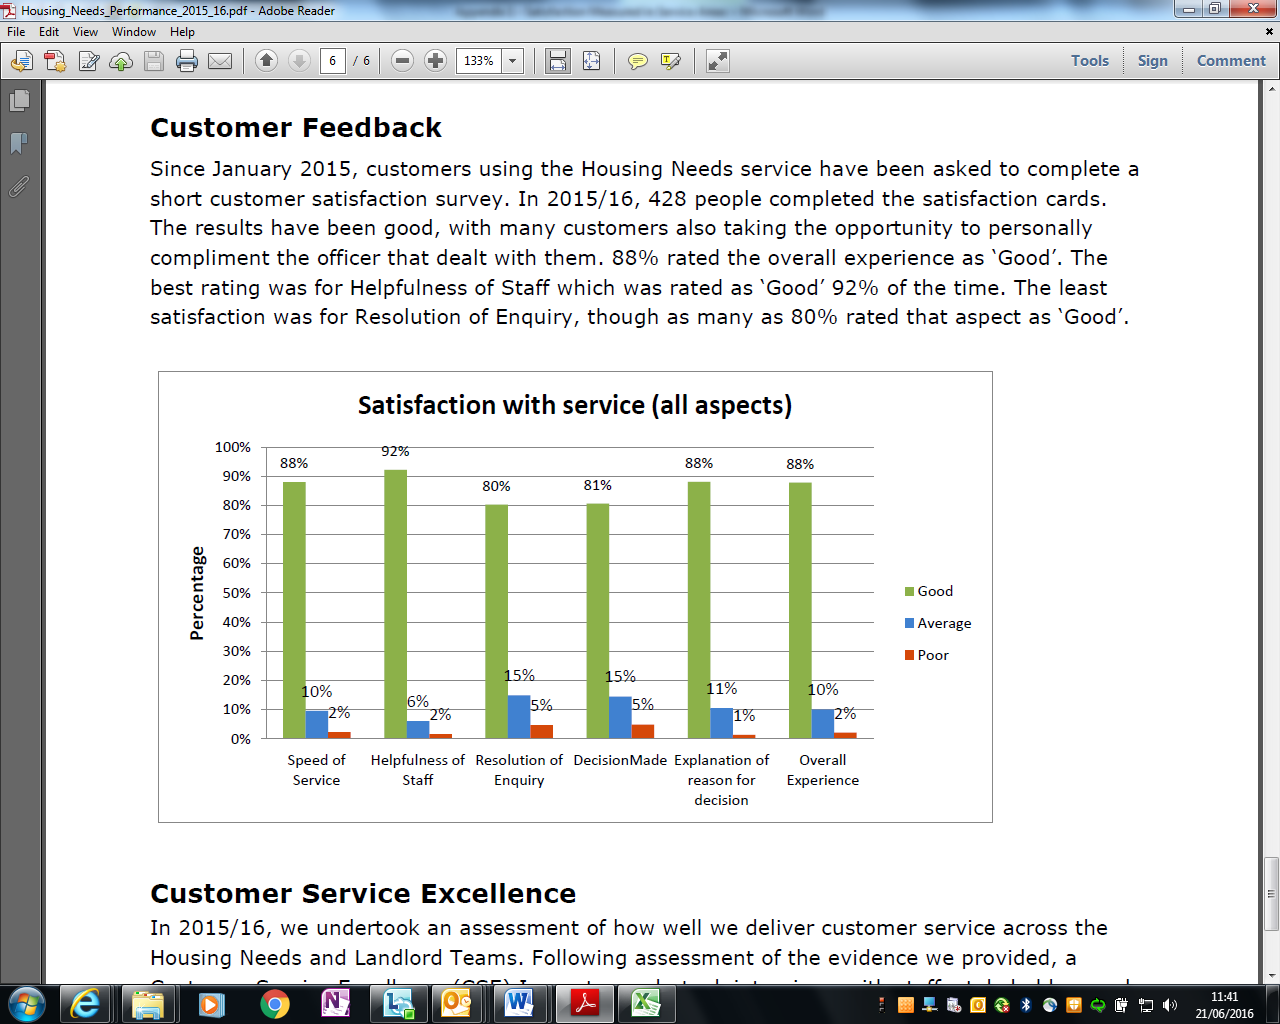 Housing_Needs_Performance_2015_16.pdf - Adobe Reader
File Edit View Window Help
6 / 6 133% Tools Sign Comment
Customer Feedback
Since January 2015, customers using the Housing Needs service have been asked to complete a
short customer satisfaction survey. In 2015/16, 428 people completed the satisfaction cards.
The results have been good, with many customers also taking the opportunity to personally
compliment the officer that dealt with them. 88% rated the overall experience as ‘Good’. The
best rating was for Helpfulness of Staff which was rated as ‘Good’ 92% of the time. The least
satisfaction was for Resolution of Enquiry, though as many as 80% rated that aspect as ‘Good’.
Satisfaction with service (all aspects)
Percentage
100%
90%
80%
70%
60%
50%
40%
30%
20%
10%
0%
88% 92% 80% 81% 88% 88%
10% 6% 15% 15% 11% 10%
2% 2% 5% 5% 1% 2%
Speed of Service
Helpfulness of Staff
Resolution of Enquiry
DecisionMade
Explanation of reason for decision
Overall Experience
Good
Average
Poor
Customer Service Excellence
In 2015/16, we undertook an assessment of how well we deliver customer service across the
Housing Needs and Landlord Teams. Following assessment of the evidence we provided, a
11:41
21/06/2016